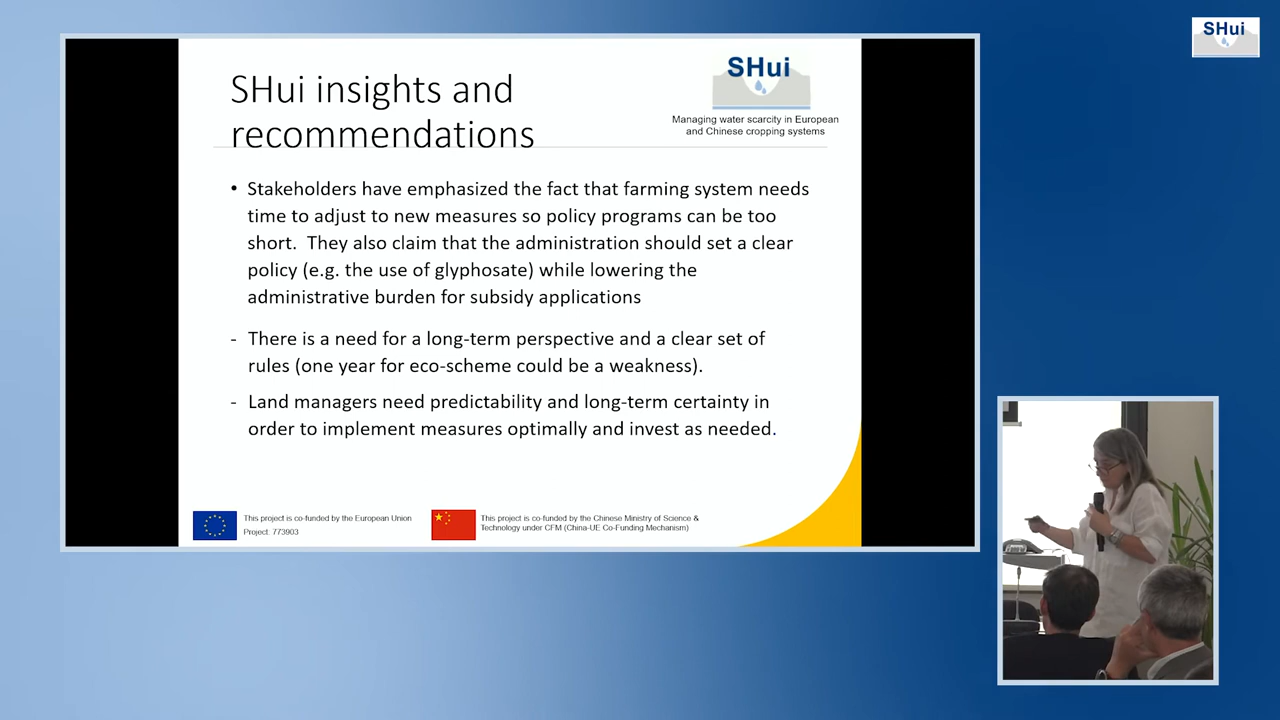 SHui
SHui insights and
recommendations
SHui
Managing water scarcity in European
and Chinese cropping systems
• Stakeholders have emphasized the fact that farming system needs
time to adjust to new measures so policy programs can be too
short. They also claim that the administration should set a clear
policy (e.g. the use of glyphosate) while lowering the
administrative burden for subsidy applications
- There is a need for a long-term perspective and a clear set of
rules (one year for eco-scheme could be a weakness).
- Land managers need predictability and long-term certainty in
order to implement measures optimally and invest as needed.
This project is co-funded by the European Union
Project: 773903
This project is co-funded by the Chinese Ministry of Science &
Technology under CFM (China-UE Co-Funding Mechanism)